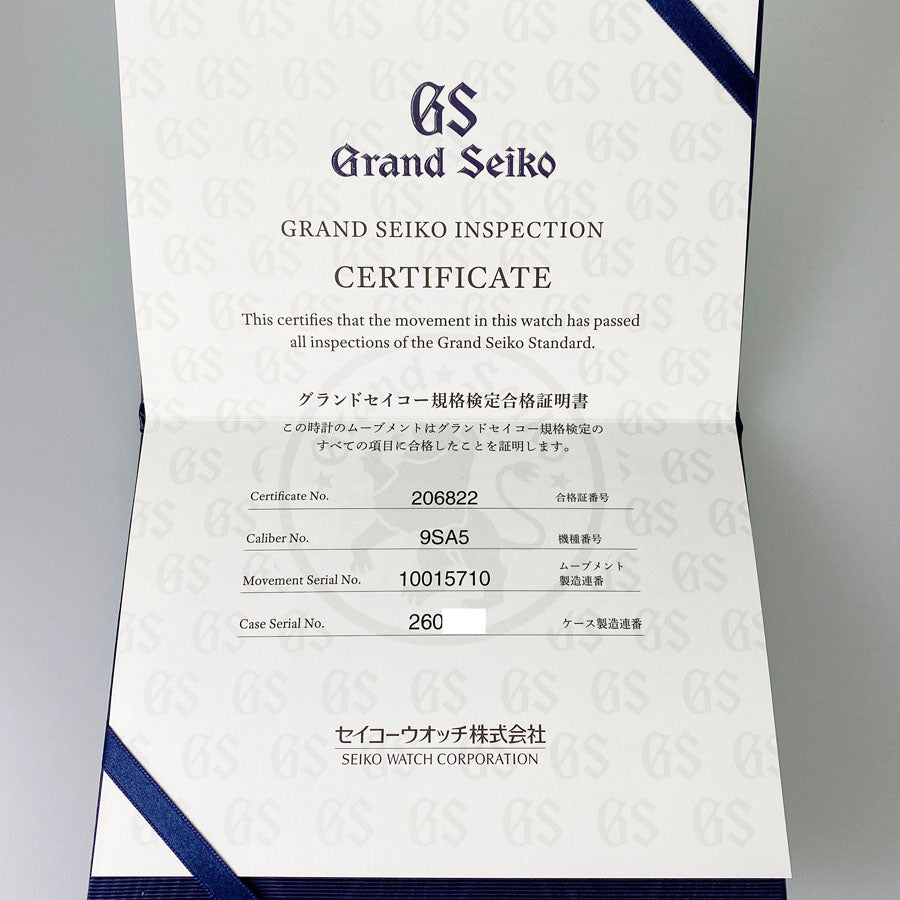 GS
Grand Seiko
GRAND SEIKO INSPECTION
CERTIFICATE
This certifies that the movement in this watch has passed
all inspections of the Grand Seiko Standard.
グランドセイコー規格検定合格証明書
この時計のムーブメントはグランドセイコー規格検定の
すべての項目に合格したことを証明します。
Certificate No. 206822 合格証番号
Caliber No. 9SA5 機種番号
Movement Serial No. 10015710 ムーブメント
製造連番
Case Serial No. 260 ケース製造連番
セイコーウオッチ株式会社
SEIKO WATCH CORPORATION